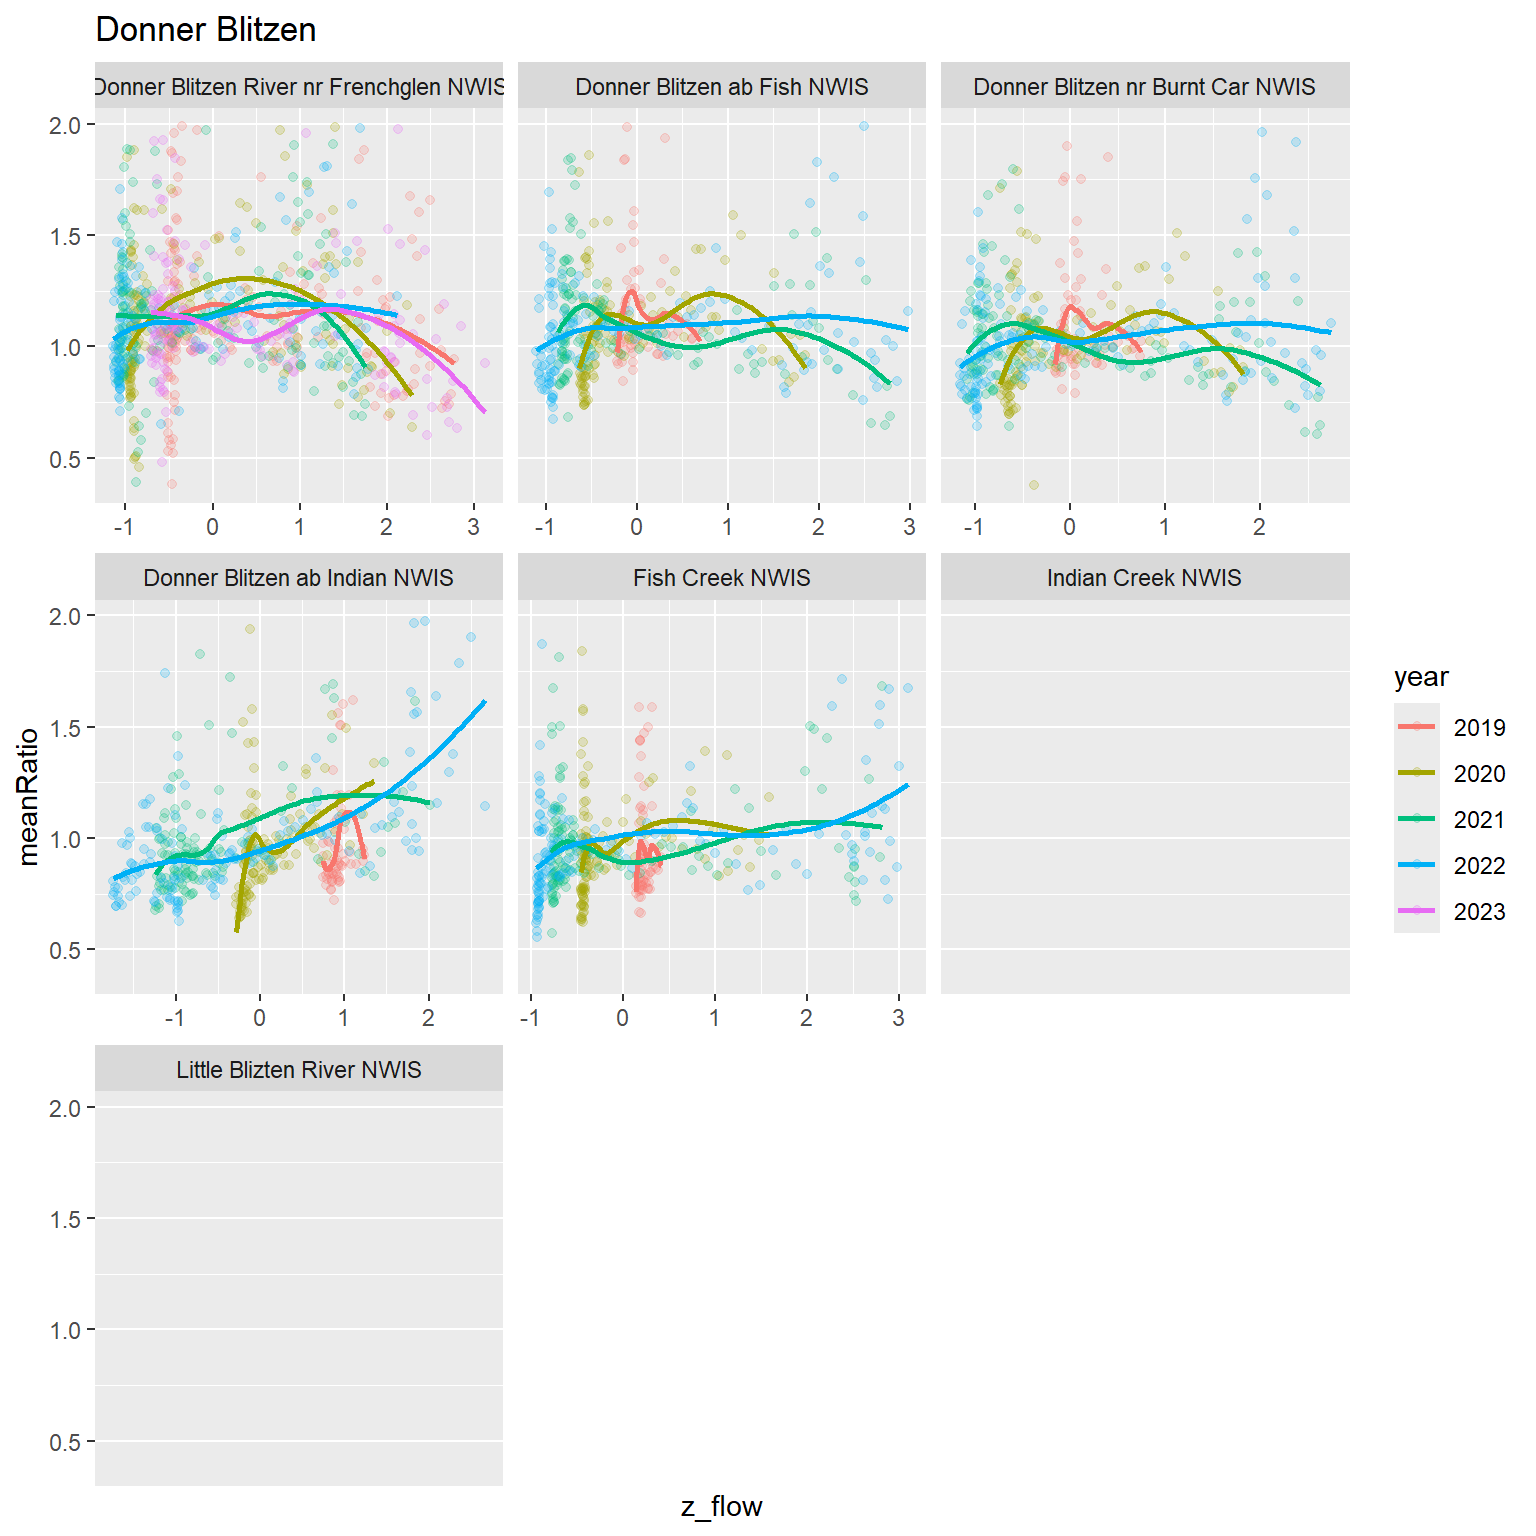 Donner Blitzen
Donner Blitzen River nr Frenchglen NWIS
Donner Blitzen ab Fish NWIS
Donner Blitzen nr Burnt Car NWIS
2.0
1.5
1.0
0.5
-1 0 1 2 3
-1 0 1 2 3
-1 0 1 2
Donner Blitzen ab Indian NWIS
Fish Creek NWIS
Indian Creek NWIS
2.0
1.5
1.0
0.5
-1 0 1 2
-1 0 1 2 3
Little Blizten River NWIS
2.0
1.5
1.0
0.5
meanRatio
z_flow
year
2019
2020
2021
2022
2023